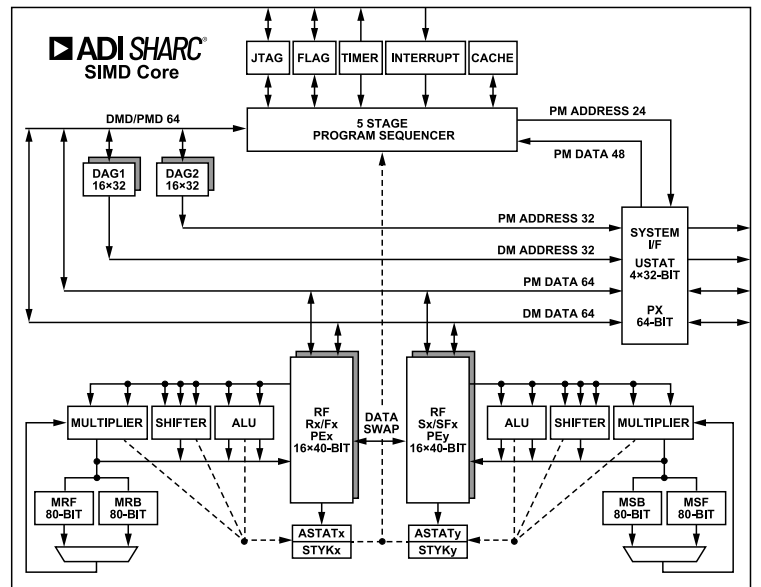 ADI SHARC®
SIMD Core
JTAG
FLAG
TIMER
INTERRUPT
CACHE
DMD/PMD 64
5 STAGE
PROGRAM SEQUENCER
PM ADDRESS 24
PM DATA 48
DAG1
16×32
DAG2
16×32
PM ADDRESS 32
DM ADDRESS 32
PM DATA 64
DM DATA 64
SYSTEM
I/F
USTAT
4×32-BIT
PX
64-BIT
MULTIPLIER
SHIFTER
ALU
RF
Rx/Fx
PEx
16×40-BIT
DATA
SWAP
RF
Sx/SFx
PEy
16×40-BIT
ALU
SHIFTER
MULTIPLIER
MRF
80-BIT
MRB
80-BIT
ASTATx
STYKx
ASTATy
STYKy
MSB
80-BIT
MSF
80-BIT